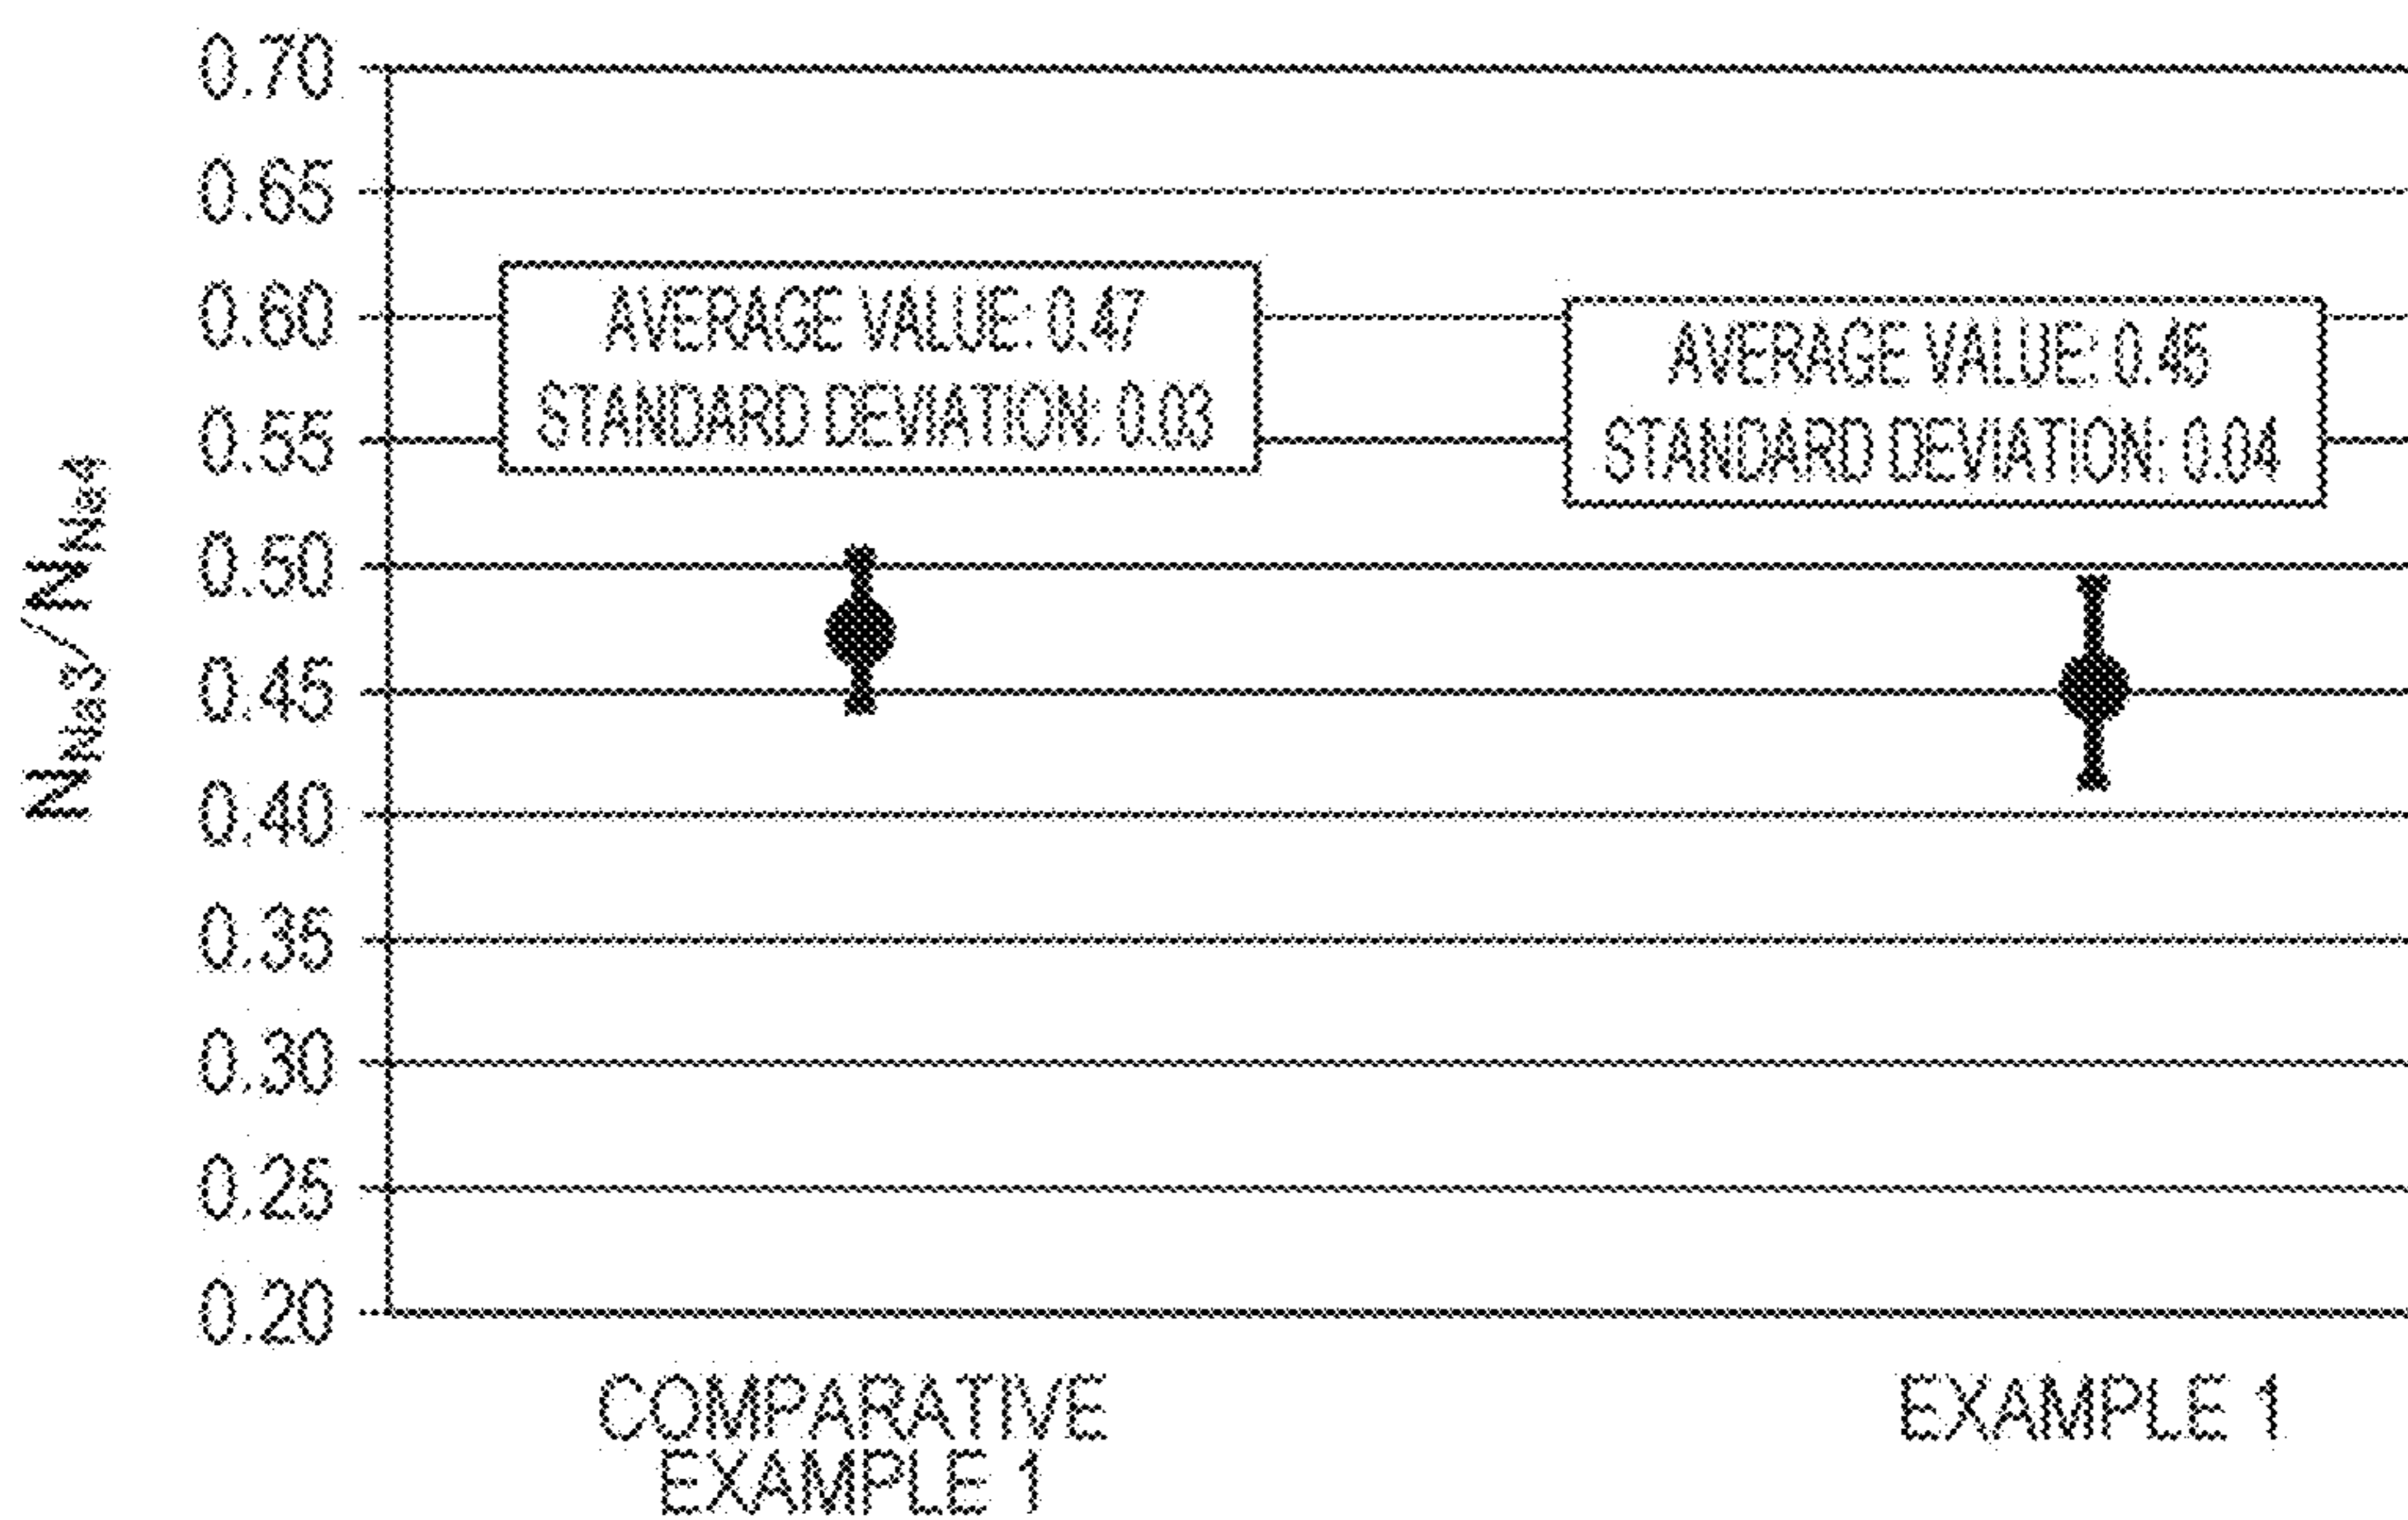 0.70
0.65
0.60
0.55
0.50
0.45
0.40
0.35
0.30
0.25
0.20
N_Na3/N_Na4
AVERAGE VALUE: 0.47
STANDARD DEVIATION: 0.03
AVERAGE VALUE: 0.45
STANDARD DEVIATION: 0.04
COMPARATIVE
EXAMPLE 1
EXAMPLE 1